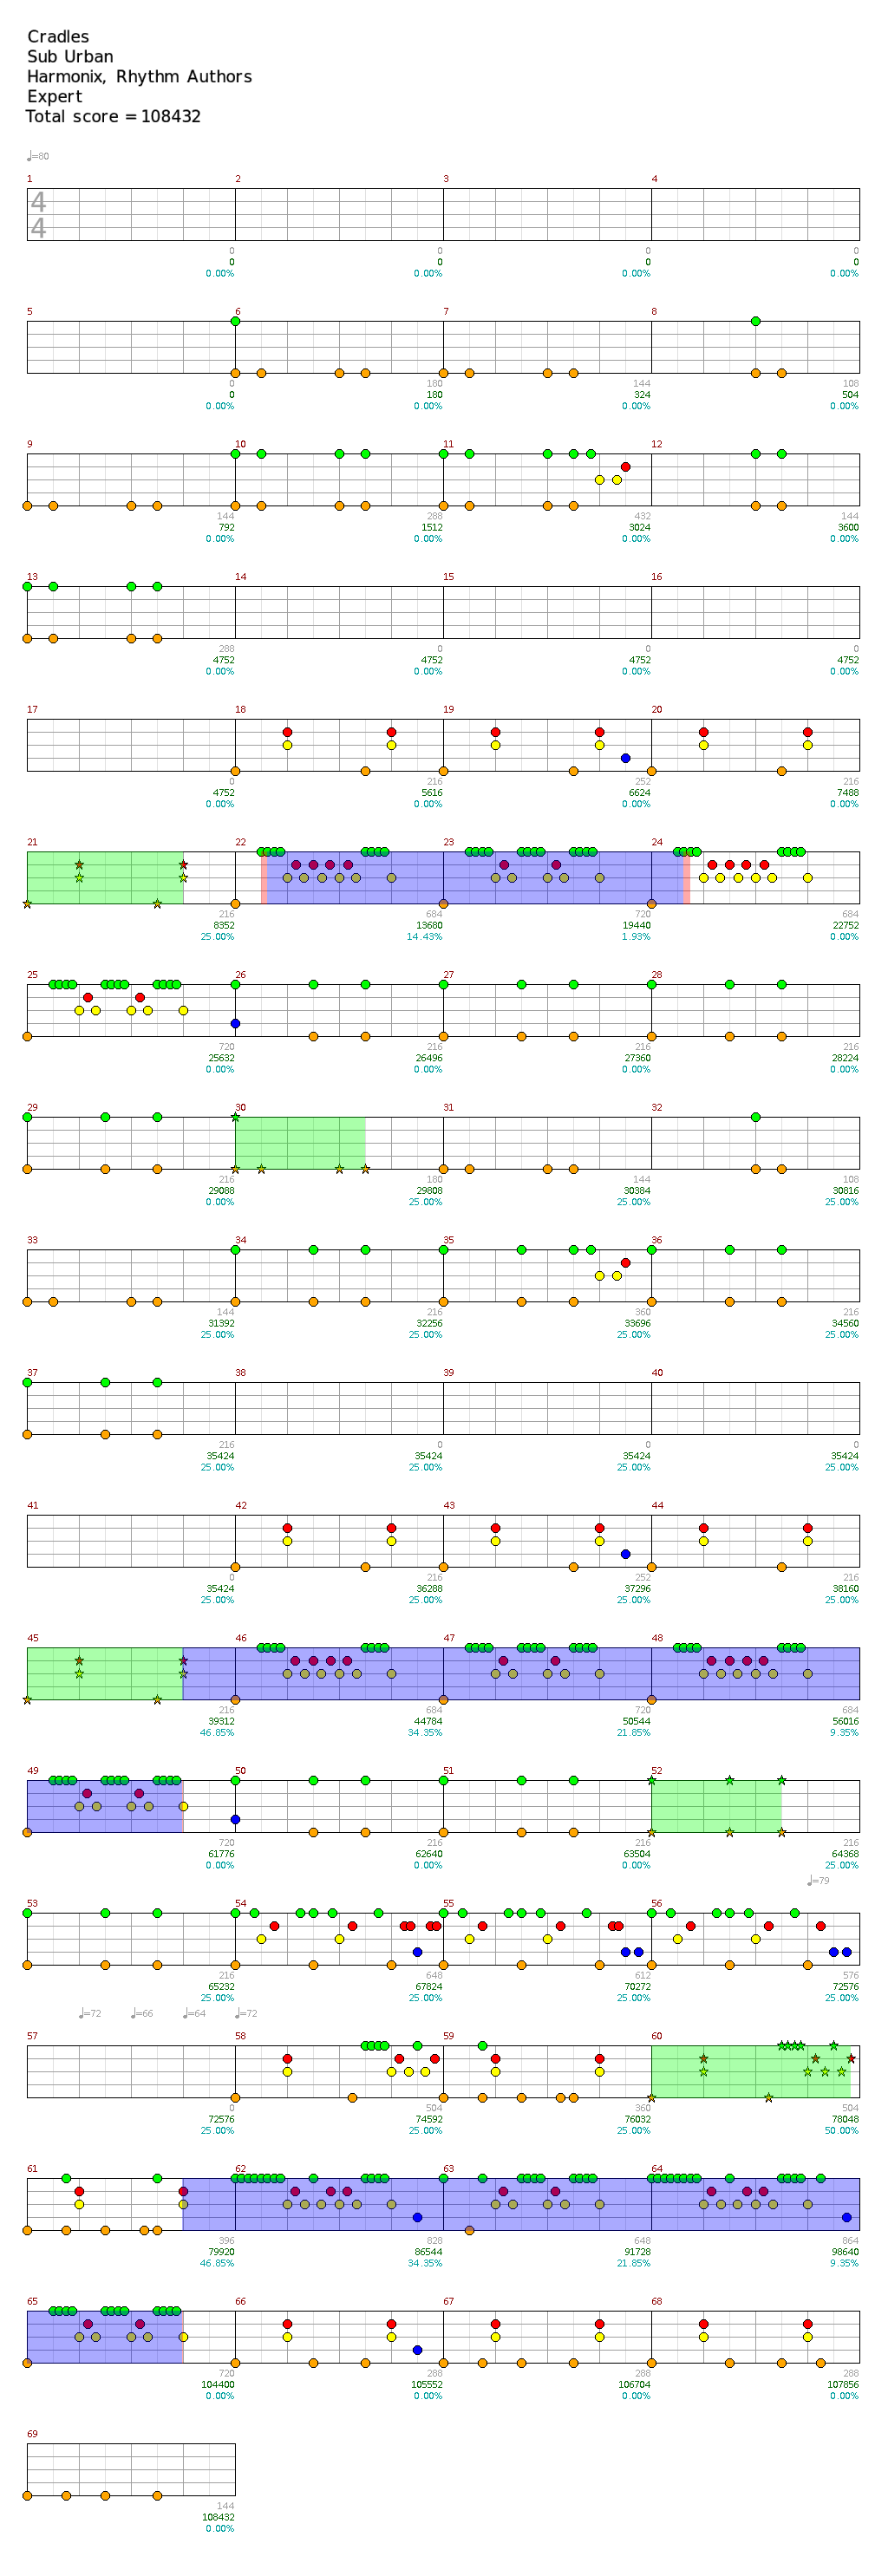 Cradles
Sub Urban
Harmonix, Rhythm Authors
Expert
Total score = 108432
♩=80
1 2 3 4
4
4
0 0 0 0
0 0 0 0
0.00% 0.00% 0.00% 0.00%
5 6 7 8
0 180 144 108
0 180 324 504
0.00% 0.00% 0.00% 0.00%
9 10 11 12
144 288 432 144
792 1512 3024 3600
0.00% 0.00% 0.00% 0.00%
13 14 15 16
288 0 0 0
4752 4752 4752 4752
0.00% 0.00% 0.00% 0.00%
17 18 19 20
0 216 252 216
4752 5616 6624 7488
0.00% 0.00% 0.00% 0.00%
21 22 23 24
216 684 720 684
8352 13680 19440 22752
25.00% 14.43% 1.93% 0.00%
25 26 27 28
720 216 216 216
25632 26496 27360 28224
0.00% 0.00% 0.00% 0.00%
29 30 31 32
216 180 144 108
29088 29808 30384 30816
0.00% 25.00% 25.00% 25.00%
33 34 35 36
144 216 360 216
31392 32256 33696 34560
25.00% 25.00% 25.00% 25.00%
37 38 39 40
216 0 0 0
35424 35424 35424 35424
25.00% 25.00% 25.00% 25.00%
41 42 43 44
0 216 252 216
35424 36288 37296 38160
25.00% 25.00% 25.00% 25.00%
45 46 47 48
216 684 720 684
39312 44784 50544 56016
46.85% 34.35% 21.85% 9.35%
49 50 51 52
720 216 216 216
61776 62640 63504 64368
0.00% 0.00% 0.00% 25.00%
♩=79
53 54 55 56
216 648 612 576
65232 67824 70272 72576
25.00% 25.00% 25.00% 25.00%
♩=72 ♩=66 ♩=64 ♩=72
57 58 59 60
0 504 360 504
72576 74592 76032 78048
25.00% 25.00% 25.00% 50.00%
61 62 63 64
396 828 648 864
79920 86544 91728 98640
46.85% 34.35% 21.85% 9.35%
65 66 67 68
720 288 288 288
104400 105552 106704 107856
0.00% 0.00% 0.00% 0.00%
69
144
108432
0.00%